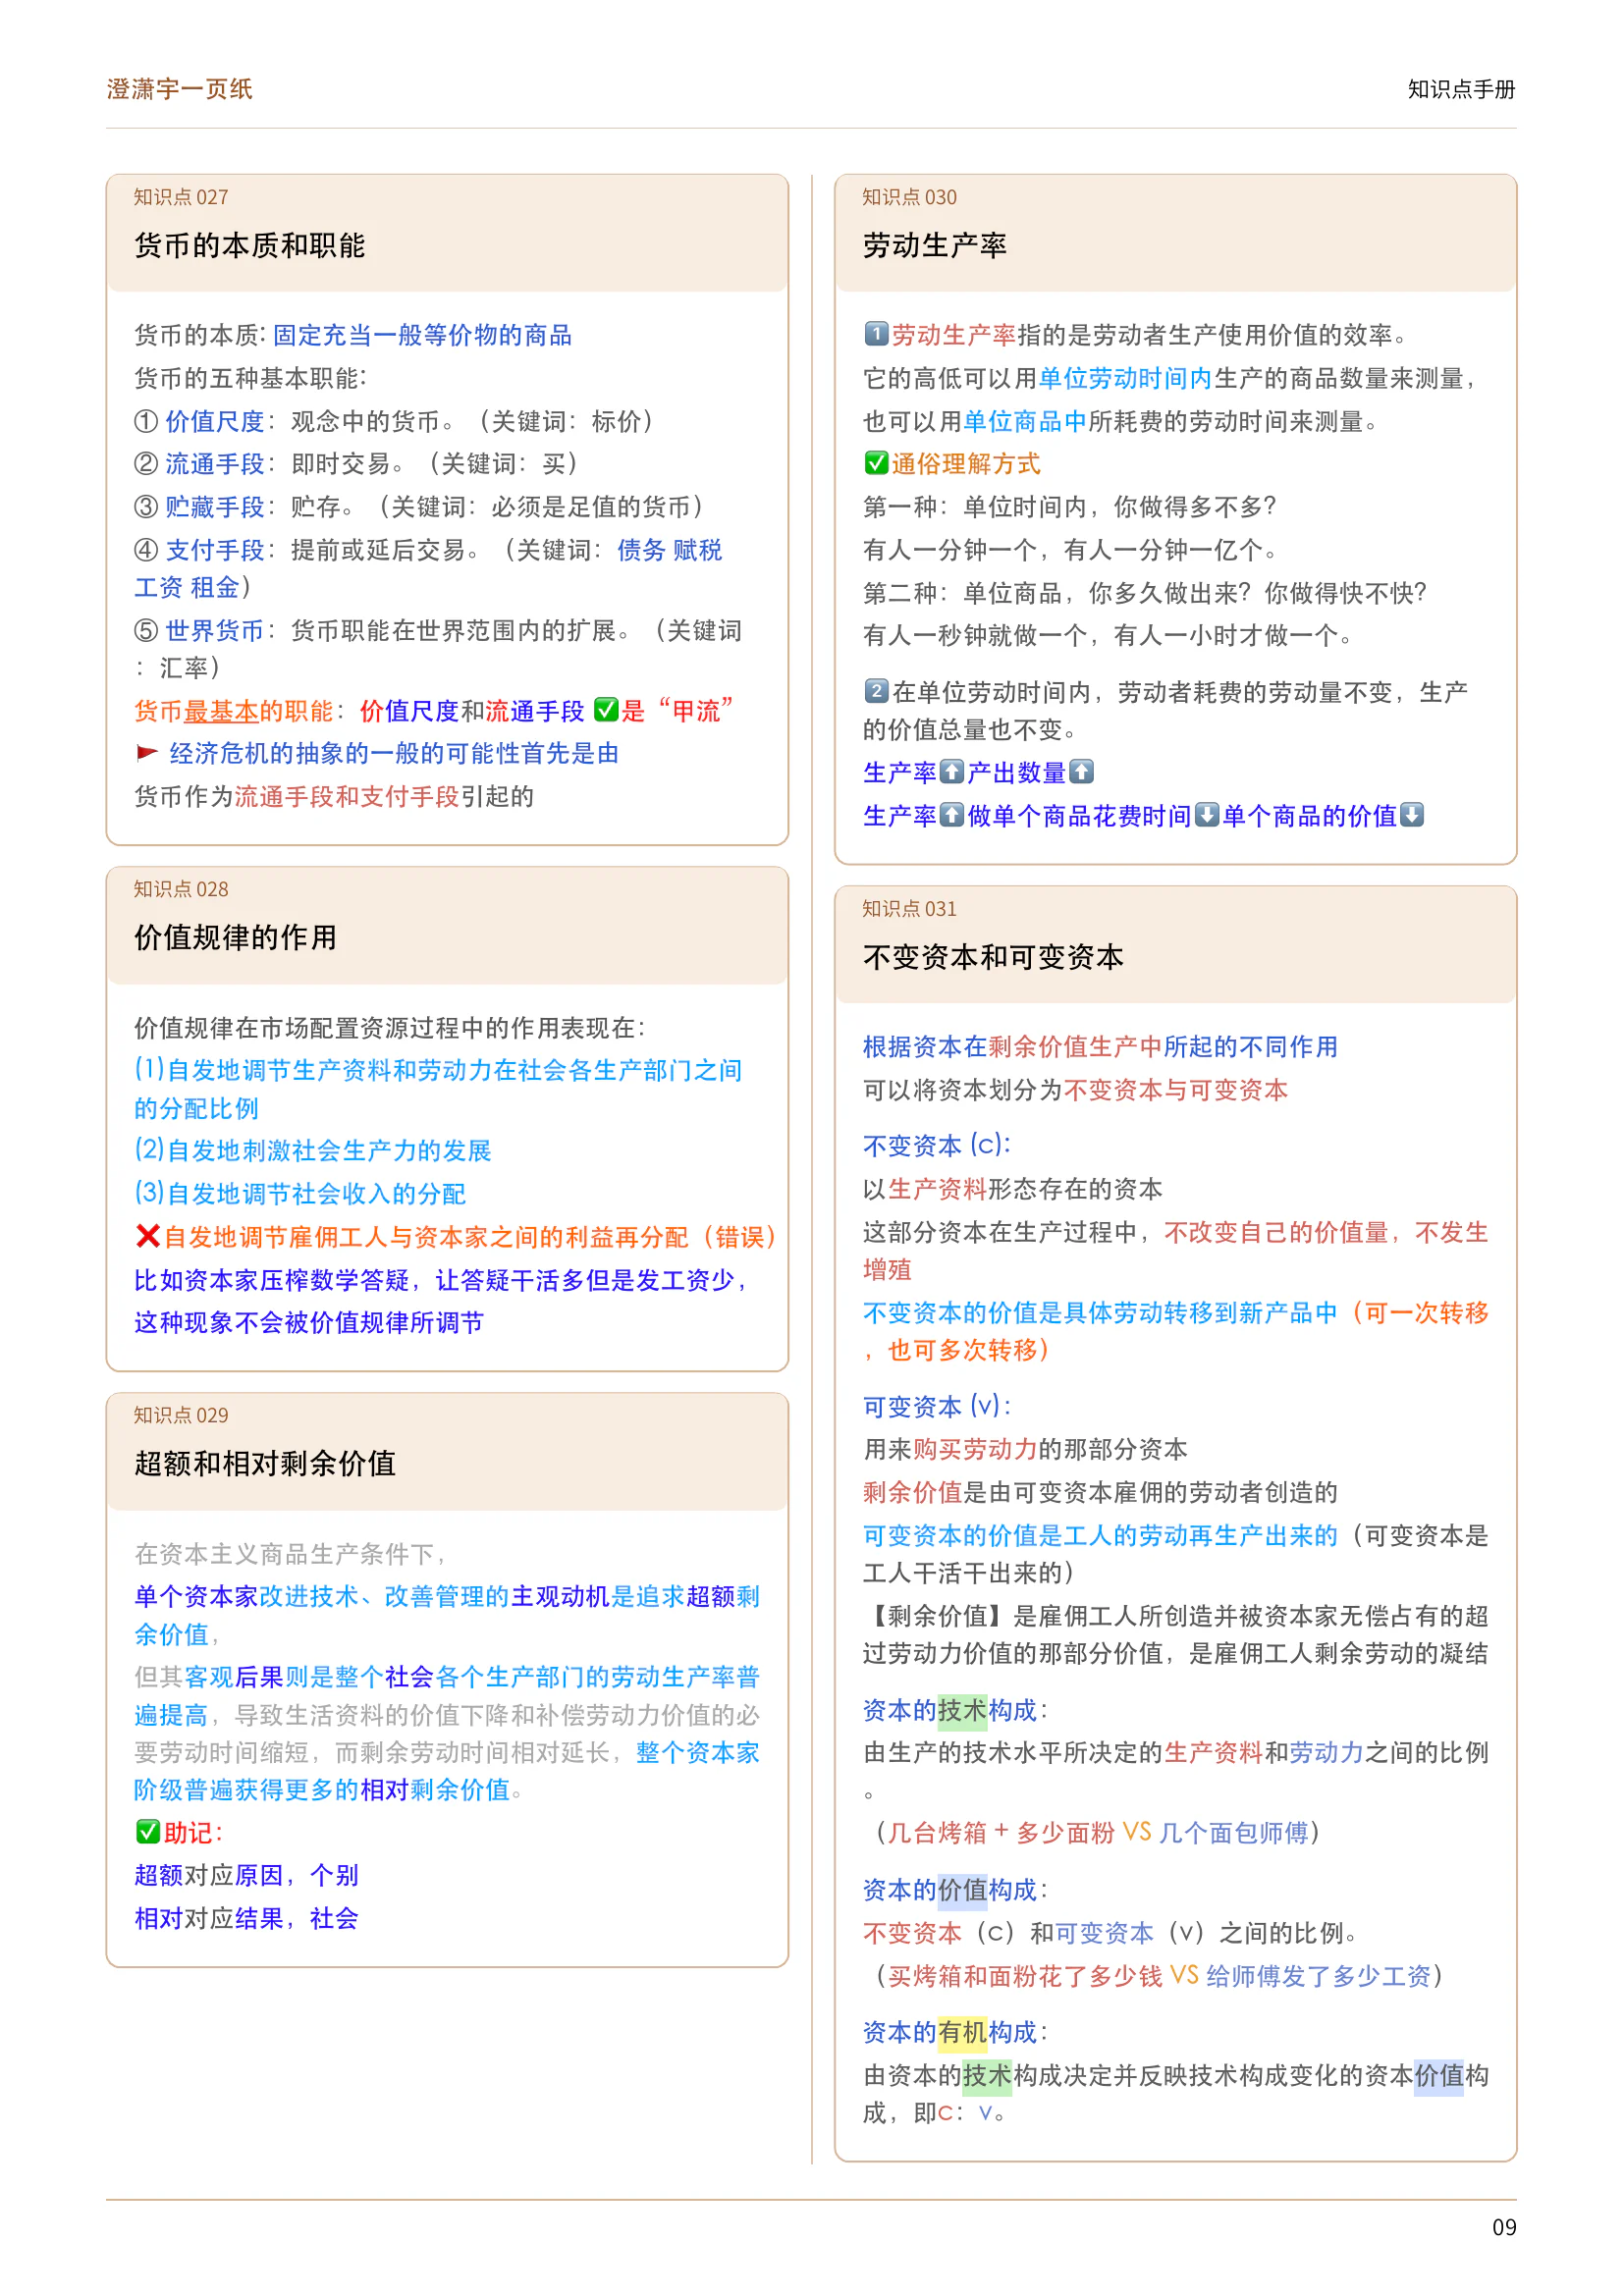 澄潇宇一页纸
知识点手册
知识点 027
货币的本质和职能
货币的本质：固定充当一般等价物的商品
货币的五种基本职能：
① 价值尺度：观念中的货币。（关键词：标价）
② 流通手段：即时交易。（关键词：买）
③ 贮藏手段：贮存。（关键词：必须是足值的货币）
④ 支付手段：提前或延后交易。（关键词：债务 赋税
工资 租金）
⑤ 世界货币：货币职能在世界范围内的扩展。（关键词
：汇率）
货币最基本的职能：价值尺度和流通手段 ✅是“甲流”
🚩 经济危机的抽象的一般的可能性首先是由
货币作为流通手段和支付手段引起的
知识点 028
价值规律的作用
价值规律在市场配置资源过程中的作用表现在：
(1)自发地调节生产资料和劳动力在社会各生产部门之间
的分配比例
(2)自发地刺激社会生产力的发展
(3)自发地调节社会收入的分配
❌自发地调节雇佣工人与资本家之间的利益再分配（错误）
比如资本家压榨数学答疑，让答疑干活多但是发工资少，
这种现象不会被价值规律所调节
知识点 029
超额和相对剩余价值
在资本主义商品生产条件下，
单个资本家改进技术、改善管理的主观动机是追求超额剩
余价值，
但其客观后果则是整个社会各个生产部门的劳动生产率普
遍提高，导致生活资料的价值下降和补偿劳动力价值的必
要劳动时间缩短，而剩余劳动时间相对延长，整个资本家
阶级普遍获得更多的相对剩余价值。
✅助记：
超额对应原因，个别
相对对应结果，社会
知识点 030
劳动生产率
1️⃣劳动生产率指的是劳动者生产使用价值的效率。
它的高低可以用单位劳动时间内生产的商品数量来测量，
也可以用单位商品中所耗费的劳动时间来测量。
✅通俗理解方式
第一种：单位时间内，你做得多不多？
有人一分钟一个，有人一分钟一亿个。
第二种：单位商品，你多久做出来？你做得快不快？
有人一秒钟就做一个，有人一小时才做一个。
2️⃣在单位劳动时间内，劳动者耗费的劳动量不变，生产
的价值总量也不变。
生产率⬆️产出数量⬆️
生产率⬆️做单个商品花费时间⬇️单个商品的价值⬇️
知识点 031
不变资本和可变资本
根据资本在剩余价值生产中所起的不同作用
可以将资本划分为不变资本与可变资本
不变资本 (c)：
以生产资料形态存在的资本
这部分资本在生产过程中，不改变自己的价值量，不发生
增殖
不变资本的价值是具体劳动转移到新产品中（可一次转移
，也可多次转移）
可变资本 (v)：
用来购买劳动力的那部分资本
剩余价值是由可变资本雇佣的劳动者创造的
可变资本的价值是工人的劳动再生产出来的（可变资本是
工人干活干出来的）
【剩余价值】是雇佣工人所创造并被资本家无偿占有的超
过劳动力价值的那部分价值，是雇佣工人剩余劳动的凝结
资本的技术构成：
由生产的技术水平所决定的生产资料和劳动力之间的比例
。
（几台烤箱 + 多少面粉 VS 几个面包师傅）
资本的价值构成：
不变资本（c）和可变资本（v）之间的比例。
（买烤箱和面粉花了多少钱 VS 给师傅发了多少工资）
资本的有机构成：
由资本的技术构成决定并反映技术构成变化的资本价值构
成，即c：v。
09